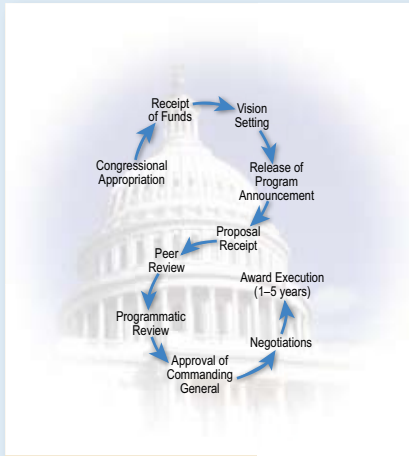 Congressional
Appropriation
Receipt
of Funds
Vision
Setting
Release of
Program
Announcement
Proposal
Receipt
Peer
Review
Programmatic
Review
Approval of
Commanding
General
Negotiations
Award Execution
(1–5 years)